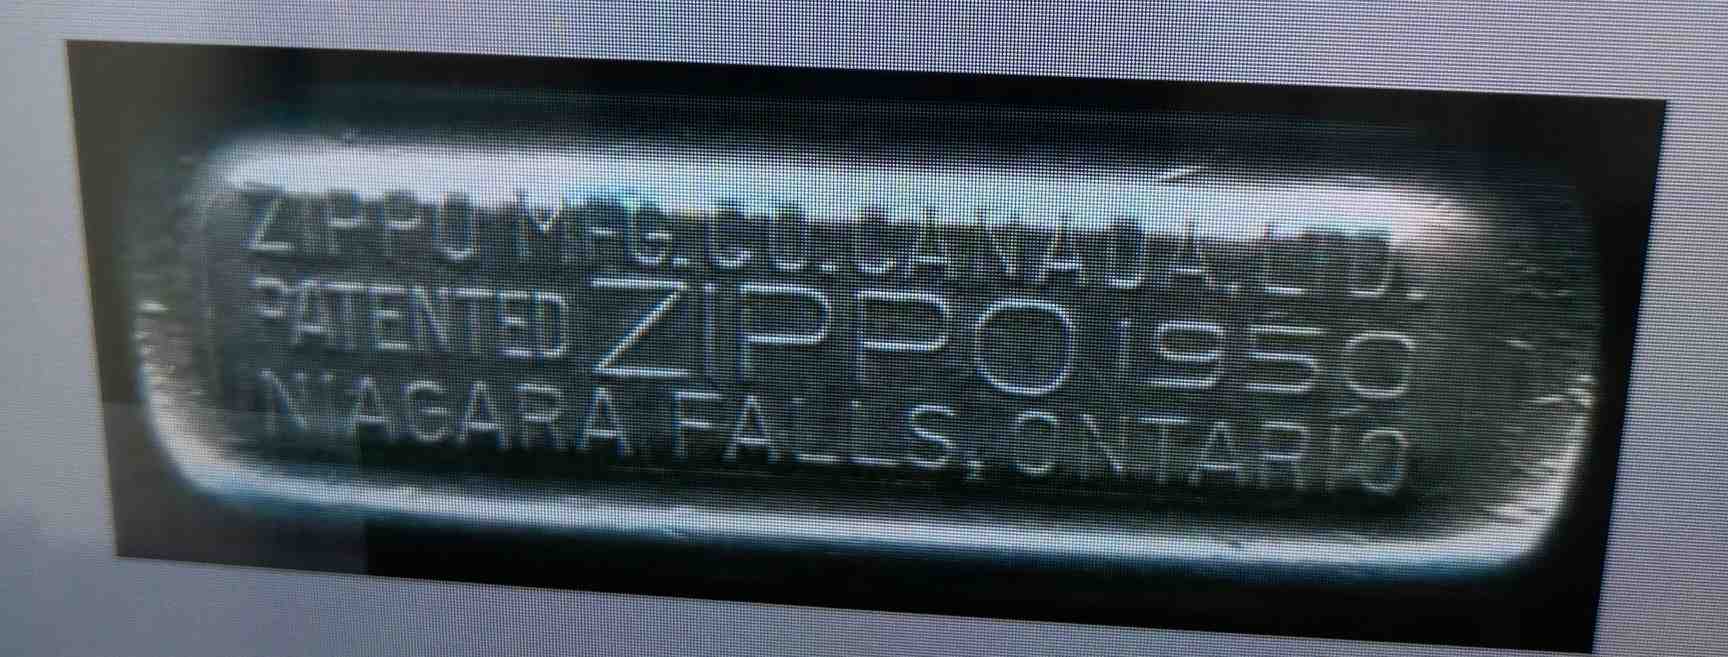 ZIPPO MFG.CO.CANADA.LTD.
PATENTED ZIPPO 1950
NIAGARA FALLS, ONTARIO